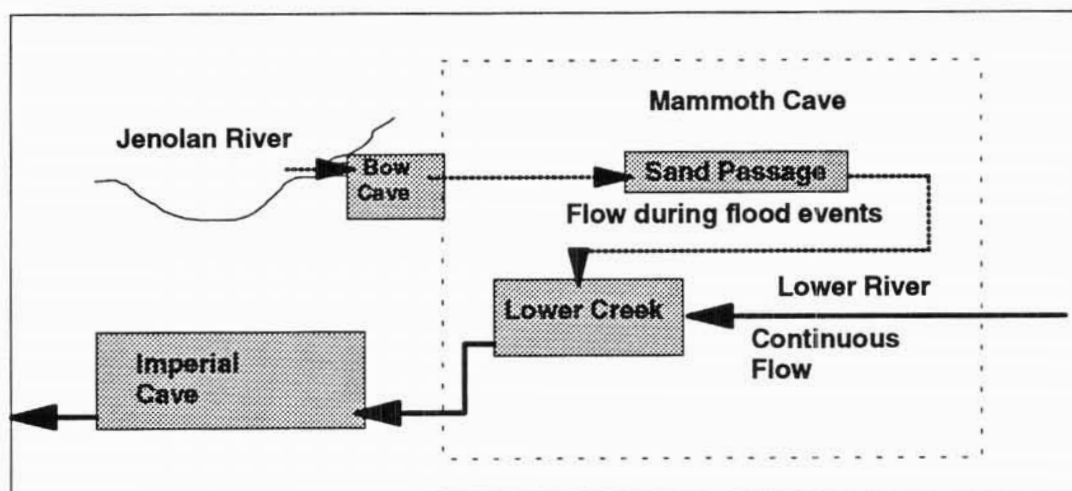 Mammoth Cave
Jenolan River
Bow
Cave
Sand Passage
Flow during flood events
Lower Creek
Lower River
Continuous
Flow
Imperial
Cave